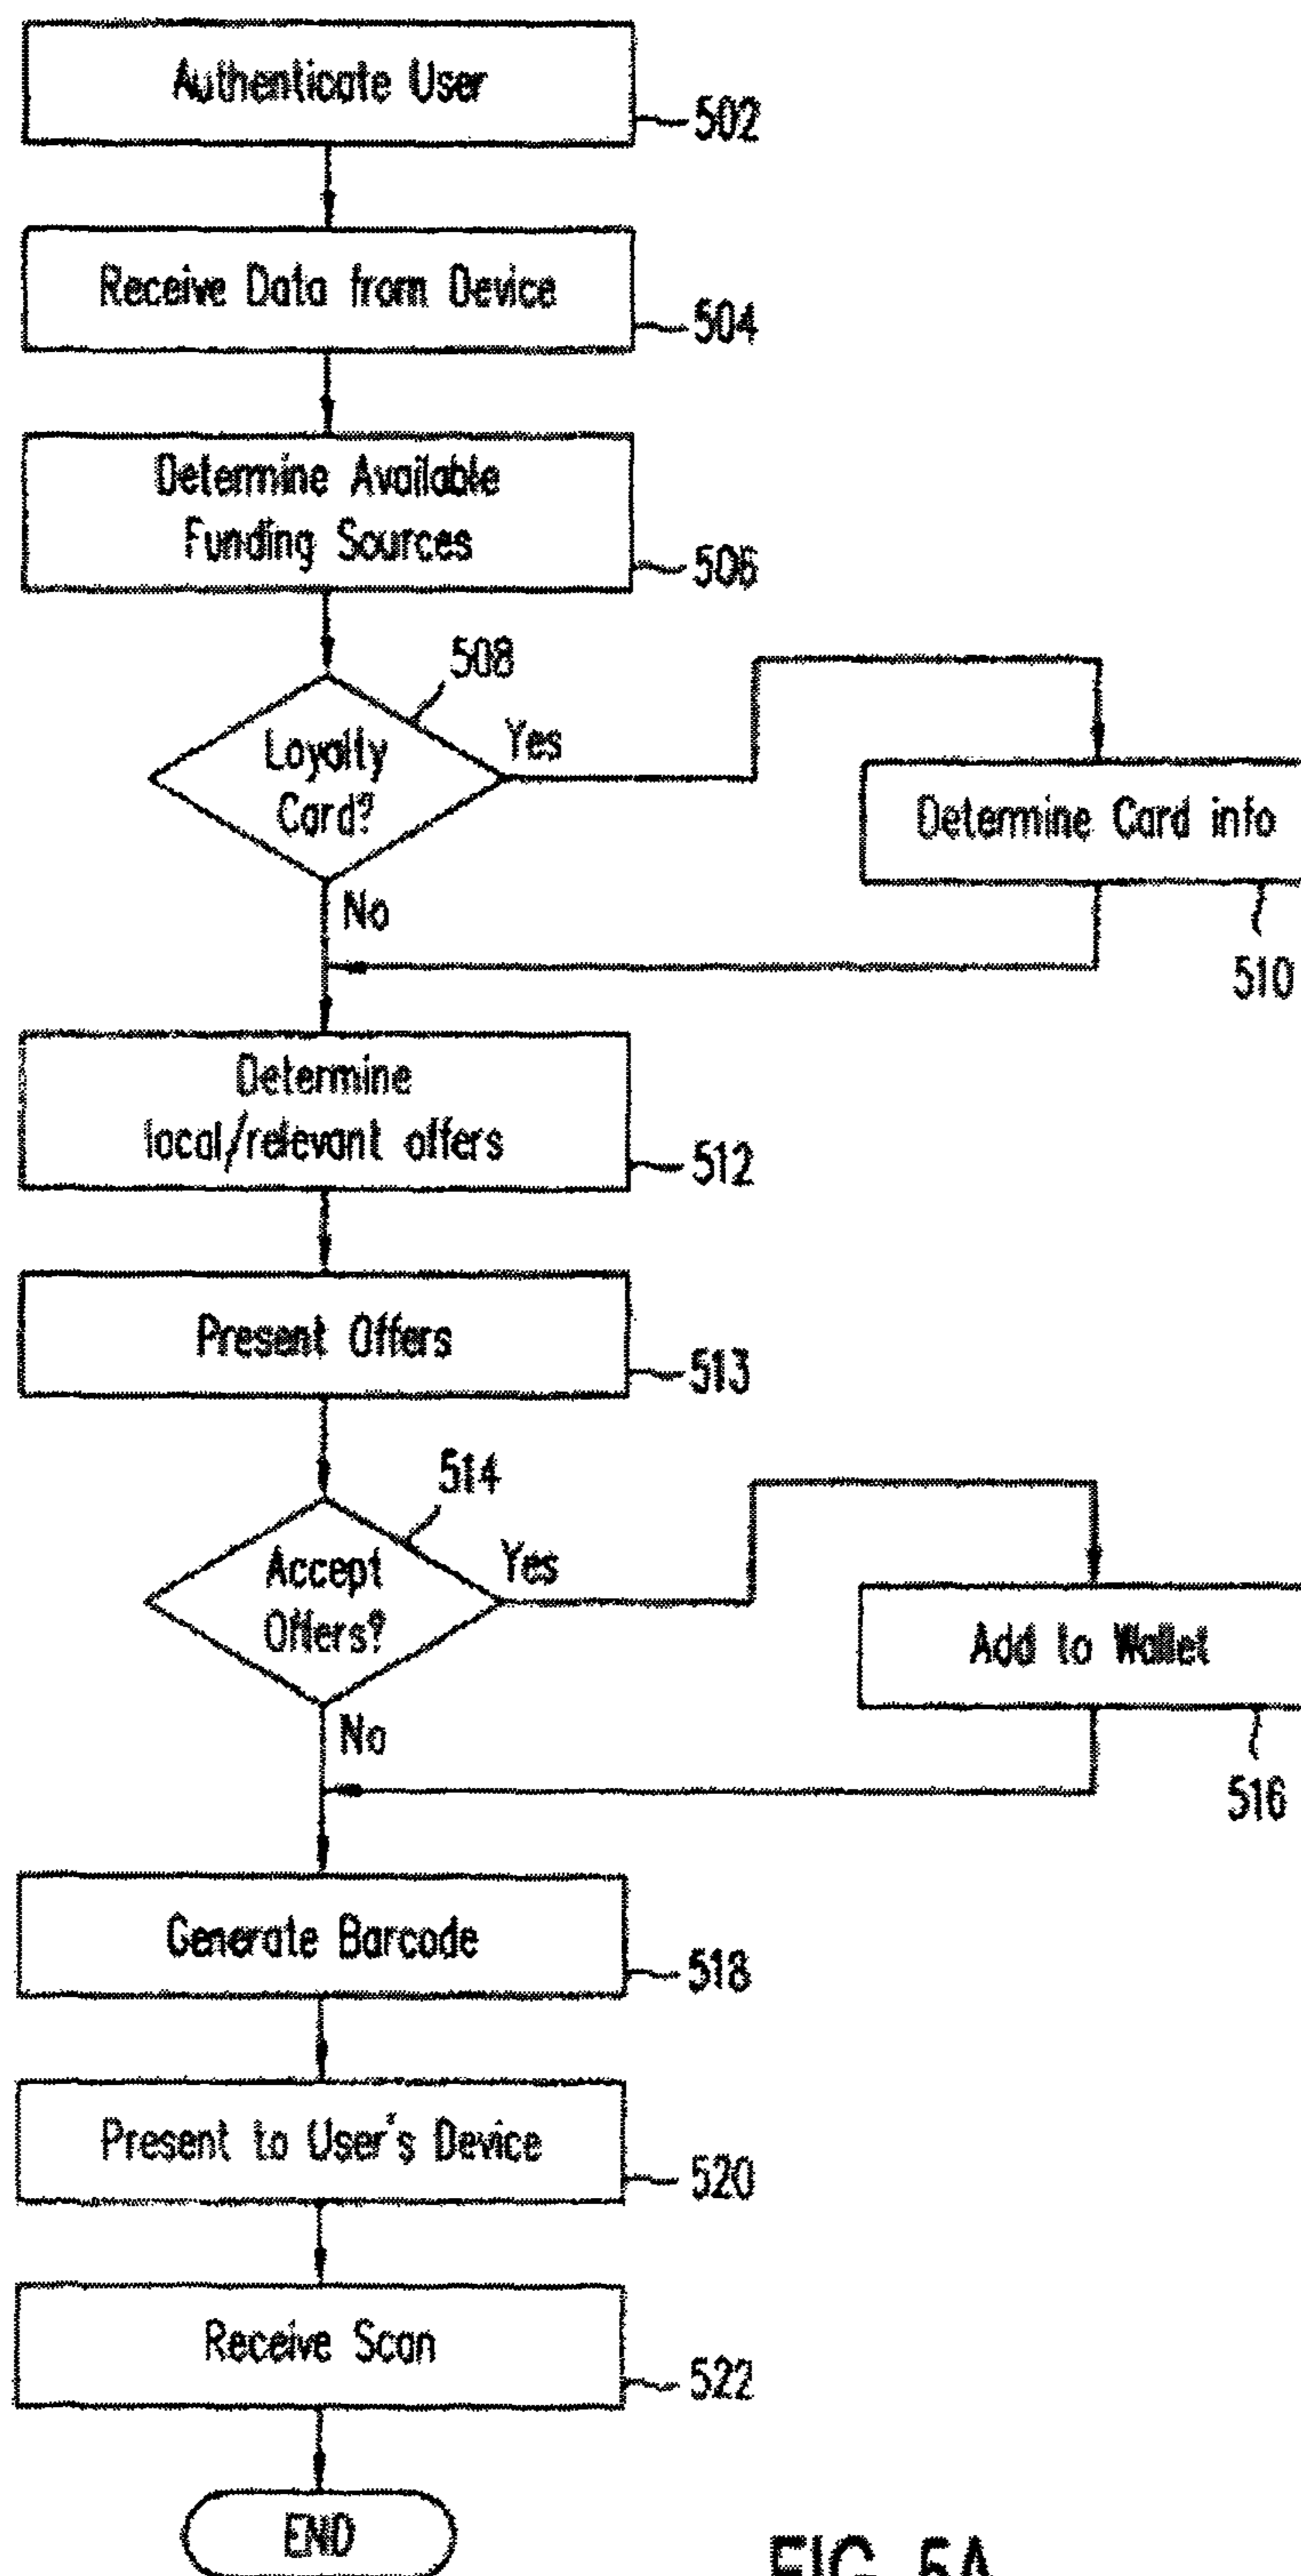 Authenticate User
502
Receive Data from Device
504
Determine Available
Funding Sources
506
508
Loyalty
Card?
Yes
Determine Card info
510
No
Determine
local/relevant offers
512
Present Offers
513
514
Accept
Offers?
Yes
Add to Wallet
516
No
Generate Barcode
518
Present to User's Device
520
Receive Scan
522
END
FIG. 5A